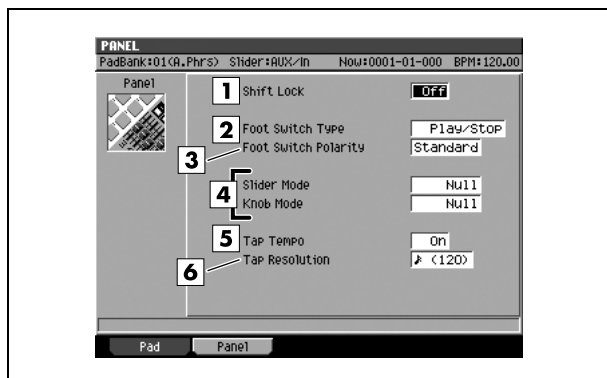 PANEL
PadBank:01(A.Phrs) Slider:AUX/In Now:0001-01-000 BPM:120.00
Panel
1 Shift Lock Off
2 Foot Switch Type Play/Stop
3 Foot Switch Polarity Standard
4 Slider Mode Null
Knob Mode Null
5 Tap Tempo On
6 Tap Resolution ♪ (120)
Pad Panel